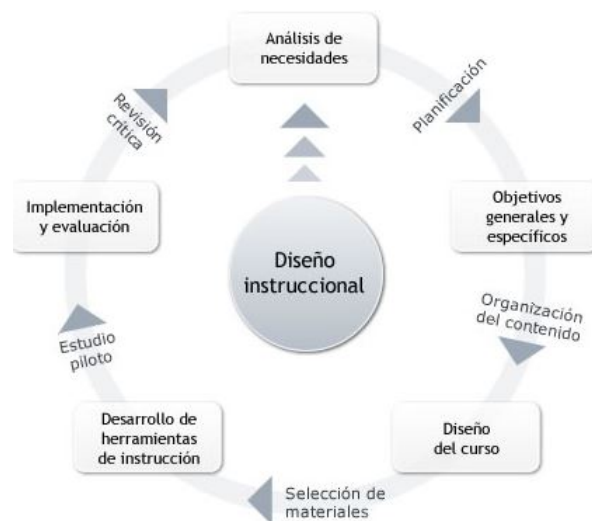 Análisis de
necesidades
Planificación
Objetivos
generales y
específicos
Organización
del contenido
Diseño
del curso
Selección de
materiales
Desarrollo de
herramientas
de instrucción
Estudio
piloto
Implementación
y evaluación
Revisión
crítica
Diseño
instruccional